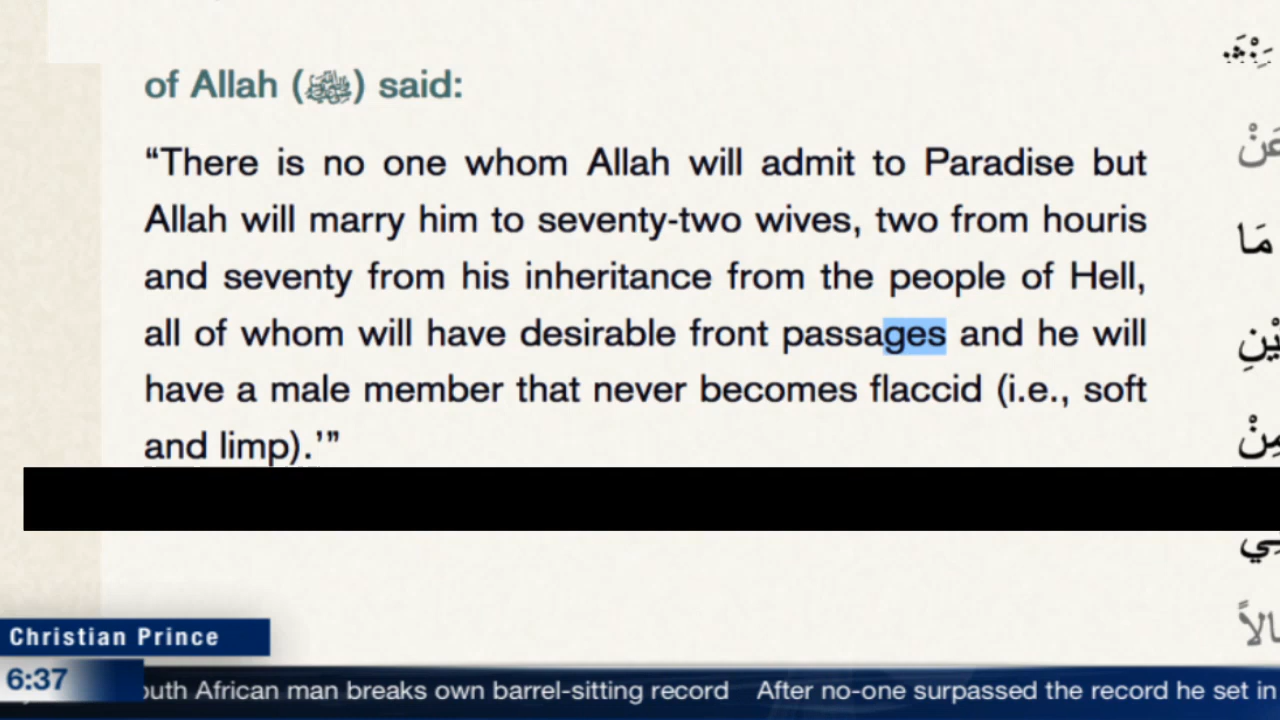 of Allah (ﷺ) said:
“There is no one whom Allah will admit to Paradise but
Allah will marry him to seventy-two wives, two from houris
and seventy from his inheritance from the people of Hell,
all of whom will have desirable front passages and he will
have a male member that never becomes flaccid (i.e., soft
and limp).’”
عَنْ
مَا
مِنْ
Christian Prince
6:37
outh African man breaks own barrel-sitting record After no-one surpassed the record he set in